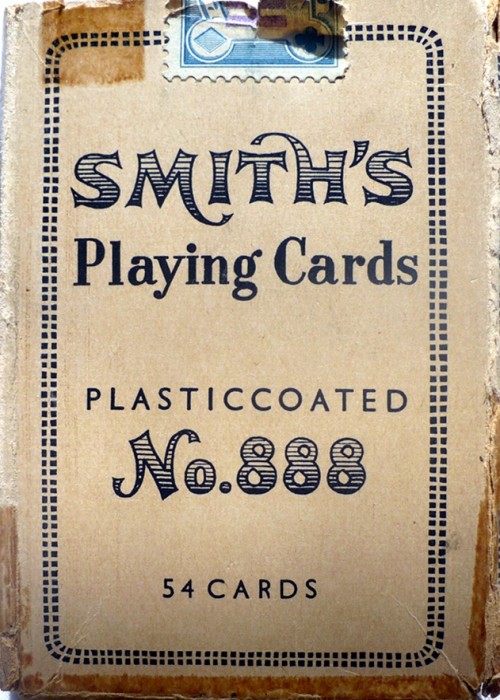 SMITH'S
Playing Cards
PLASTICCOATED
No. 888
54 CARDS